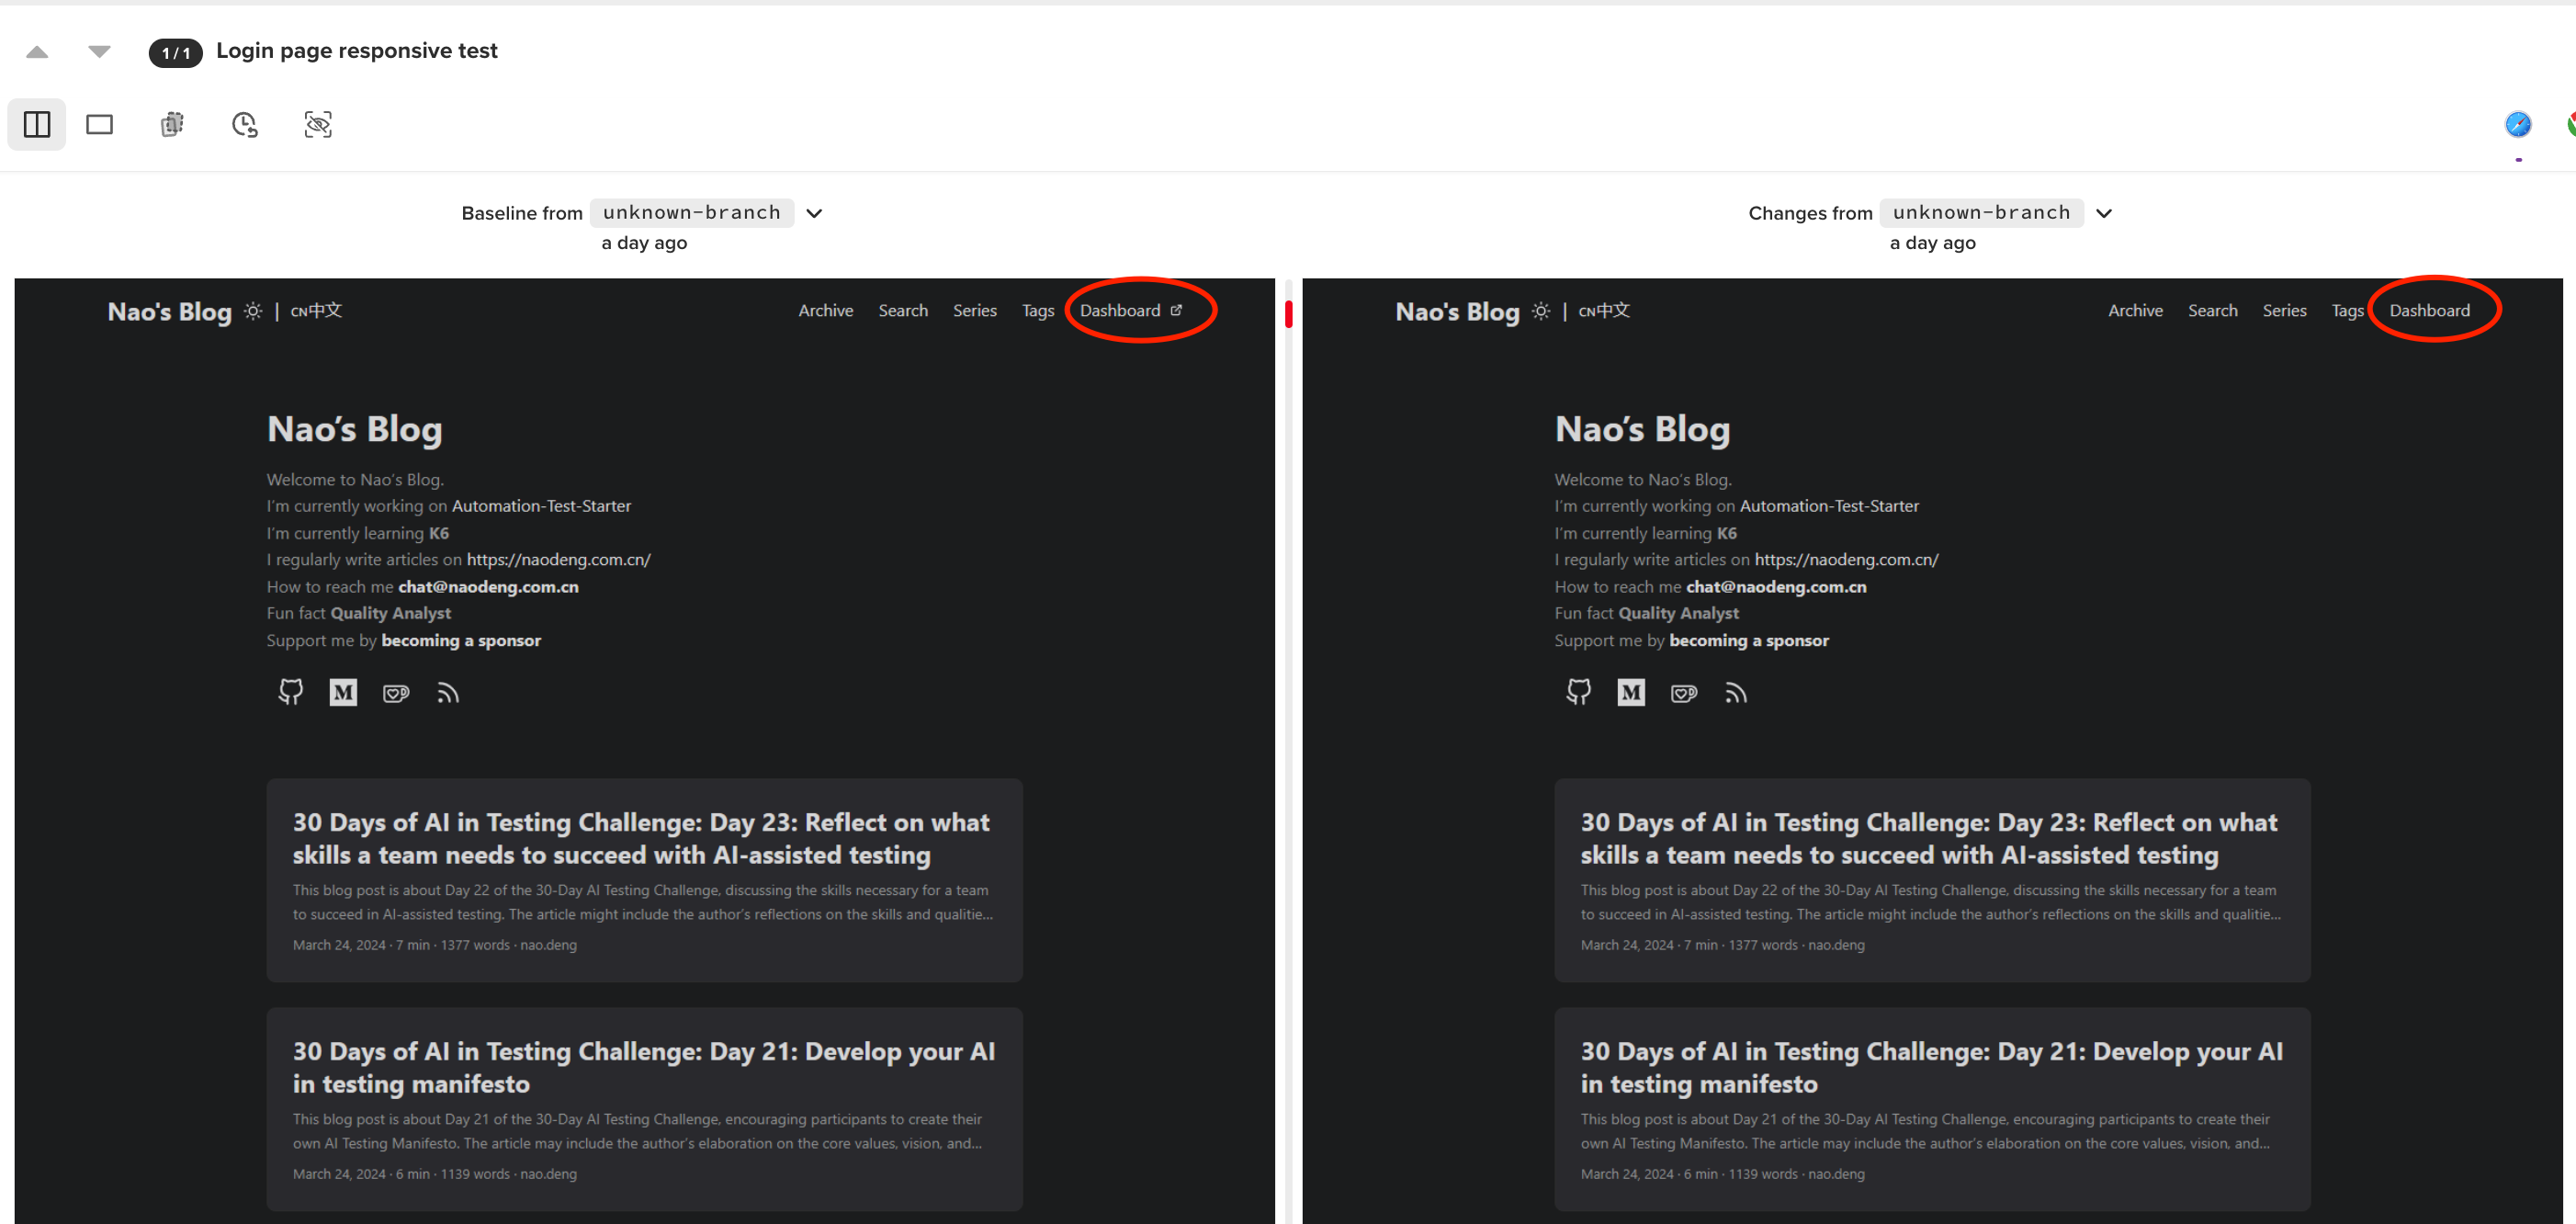 1 / 1 Login page responsive test
Baseline from unknown-branch
a day ago
Nao's Blog | CN中文 Archive Search Series Tags Dashboard
Nao’s Blog
Welcome to Nao’s Blog.
I’m currently working on Automation-Test-Starter
I’m currently learning K6
I regularly write articles on https://naodeng.com.cn/
How to reach me chat@naodeng.com.cn
Fun fact Quality Analyst
Support me by becoming a sponsor
M
30 Days of AI in Testing Challenge: Day 23: Reflect on what
skills a team needs to succeed with AI-assisted testing
This blog post is about Day 22 of the 30-Day AI Testing Challenge, discussing the skills necessary for a team
to succeed in AI-assisted testing. The article might include the author’s reflections on the skills and qualitie...
March 24, 2024 · 7 min · 1377 words · nao.deng
30 Days of AI in Testing Challenge: Day 21: Develop your AI
in testing manifesto
This blog post is about Day 21 of the 30-Day AI Testing Challenge, encouraging participants to create their
own AI Testing Manifesto. The article may include the author’s elaboration on the core values, vision, and...
March 24, 2024 · 6 min · 1139 words · nao.deng
Changes from unknown-branch
a day ago
Nao's Blog | CN中文 Archive Search Series Tags Dashboard
Nao’s Blog
Welcome to Nao’s Blog.
I’m currently working on Automation-Test-Starter
I’m currently learning K6
I regularly write articles on https://naodeng.com.cn/
How to reach me chat@naodeng.com.cn
Fun fact Quality Analyst
Support me by becoming a sponsor
M
30 Days of AI in Testing Challenge: Day 23: Reflect on what
skills a team needs to succeed with AI-assisted testing
This blog post is about Day 22 of the 30-Day AI Testing Challenge, discussing the skills necessary for a team
to succeed in AI-assisted testing. The article might include the author’s reflections on the skills and qualitie...
March 24, 2024 · 7 min · 1377 words · nao.deng
30 Days of AI in Testing Challenge: Day 21: Develop your AI
in testing manifesto
This blog post is about Day 21 of the 30-Day AI Testing Challenge, encouraging participants to create their
own AI Testing Manifesto. The article may include the author’s elaboration on the core values, vision, and...
March 24, 2024 · 6 min · 1139 words · nao.deng